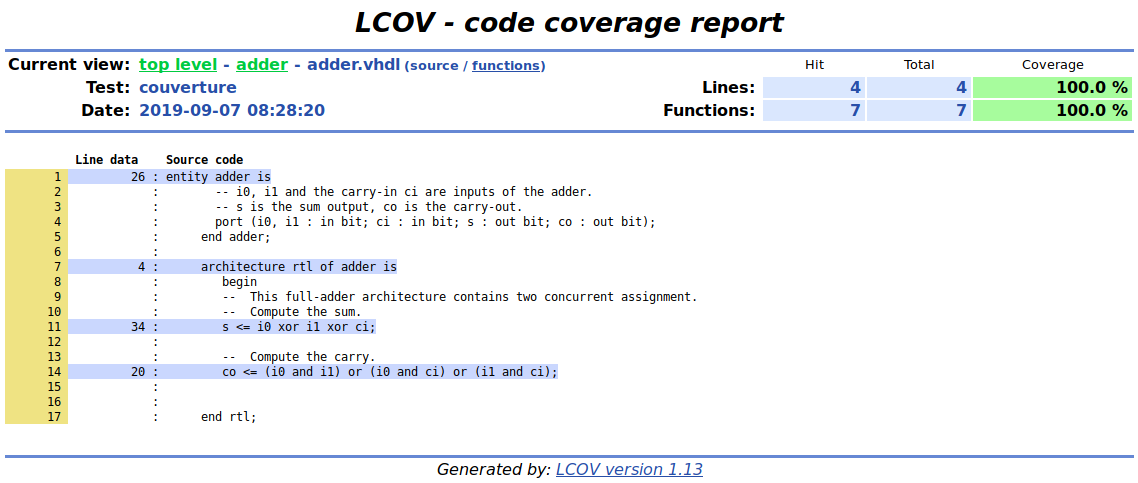 LCOV - code coverage report
Current view: top level - adder - adder.vhdl (source / functions) Hit Total Coverage
Test: couverture Lines: 4 4 100.0 %
Date: 2019-09-07 08:28:20 Functions: 7 7 100.0 %
Line data Source code
1 26 : entity adder is
2 : -- i0, i1 and the carry-in ci are inputs of the adder.
3 : -- s is the sum output, co is the carry-out.
4 : port (i0, i1 : in bit; ci : in bit; s : out bit; co : out bit);
5 : end adder;
6 :
7 4 : architecture rtl of adder is
8 : begin
9 : -- This full-adder architecture contains two concurrent assignment.
10 : -- Compute the sum.
11 34 : s <= i0 xor i1 xor ci;
12 :
13 : -- Compute the carry.
14 20 : co <= (i0 and i1) or (i0 and ci) or (i1 and ci);
15 :
16 :
17 : end rtl;
Generated by: LCOV version 1.13